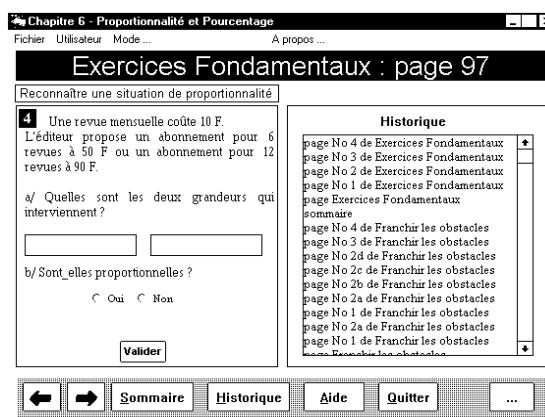 Chapitre 6 - Proportionnalité et Pourcentage
Fichier Utilisateur Mode ... A propos ...
Exercices Fondamentaux : page 97
Reconnaître une situation de proportionnalité
4 Une revue mensuelle coûte 10 F.
L'éditeur propose un abonnement pour 6
revues à 50 F ou un abonnement pour 12
revues à 90 F.
a/ Quelles sont les deux grandeurs qui
interviennent ?
b/ Sont_elles proportionnelles ?
Oui Non
Valider
Historique
page No 4 de Exercices Fondamentaux
page No 3 de Exercices Fondamentaux
page No 2 de Exercices Fondamentaux
page No 1 de Exercices Fondamentaux
page Exercices Fondamentaux
sommaire
page No 4 de Franchir les obstacles
page No 3 de Franchir les obstacles
page No 2d de Franchir les obstacles
page No 2c de Franchir les obstacles
page No 2b de Franchir les obstacles
page No 2a de Franchir les obstacles
page No 1 de Franchir les obstacles
page No 2a de Franchir les obstacles
page No 1 de Franchir les obstacles
page Franchir les obstacles
Sommaire Historique Aide Quitter ...